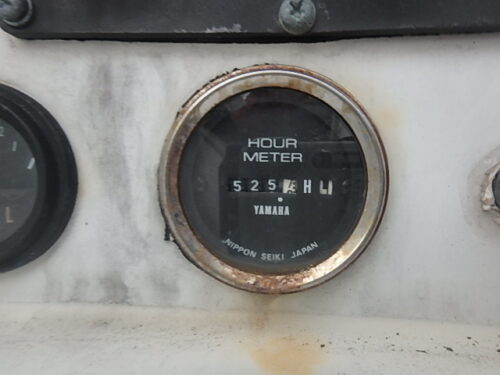 HOUR
METER
525 H
YAMAHA
NIPPON SEIKI JAPAN
L